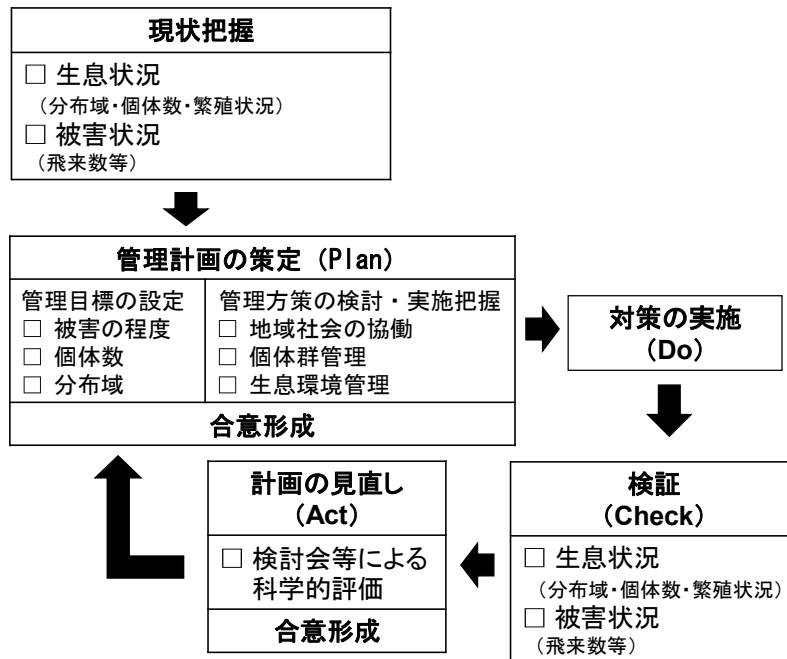 現状把握
□ 生息状況
（分布域・個体数・繁殖状況）
□ 被害状況
（飛来数等）
管理計画の策定（Plan）
管理目標の設定
□ 被害の程度
□ 個体数
□ 分布域
管理方策の検討・実施把握
□ 地域社会の協働
□ 個体群管理
□ 生息環境管理
合意形成
対策の実施
（Do）
検証
（Check）
□ 生息状況
（分布域・個体数・繁殖状況）
□ 被害状況
（飛来数等）
計画の見直し
（Act）
□ 検討会等による
科学的評価
合意形成